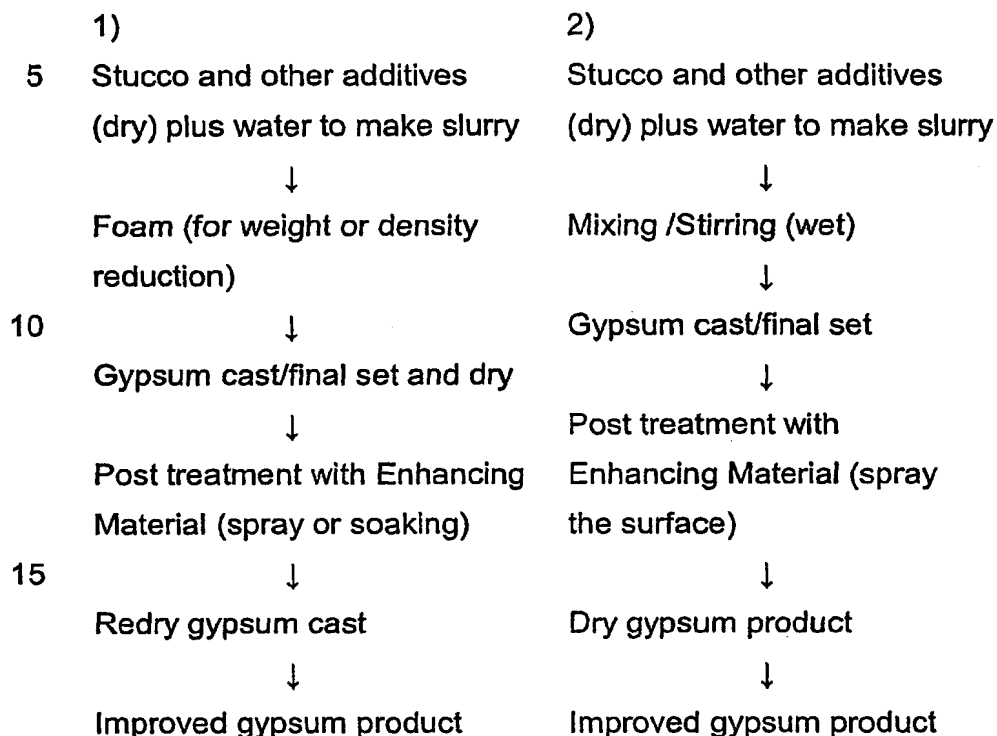 1)
5 Stucco and other additives
(dry) plus water to make slurry
↓
Foam (for weight or density
reduction)
10 ↓
Gypsum cast/final set and dry
↓
Post treatment with Enhancing
Material (spray or soaking)
15 ↓
Redry gypsum cast
↓
Improved gypsum product
2)
Stucco and other additives
(dry) plus water to make slurry
↓
Mixing /Stirring (wet)
↓
Gypsum cast/final set
↓
Post treatment with
Enhancing Material (spray
the surface)
↓
Dry gypsum product
↓
Improved gypsum product